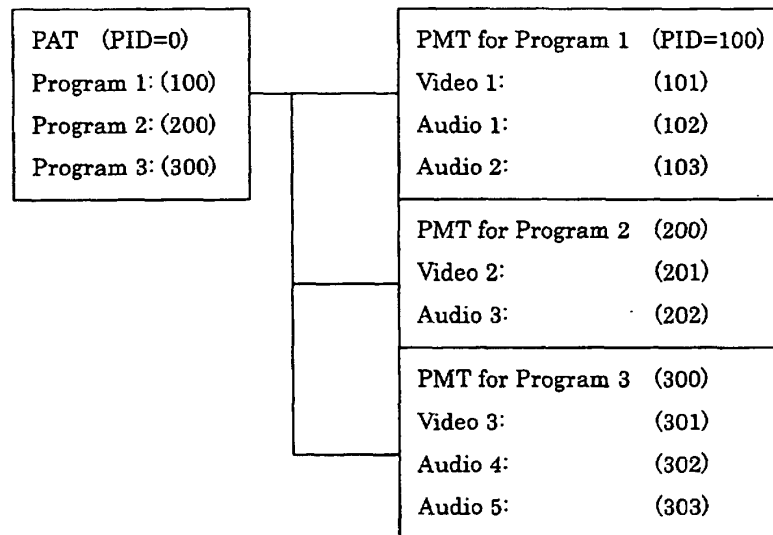 PAT (PID=0)
Program 1: (100)
Program 2: (200)
Program 3: (300)
PMT for Program 1 (PID=100)
Video 1: (101)
Audio 1: (102)
Audio 2: (103)
PMT for Program 2 (200)
Video 2: (201)
Audio 3: (202)
PMT for Program 3 (300)
Video 3: (301)
Audio 4: (302)
Audio 5: (303)